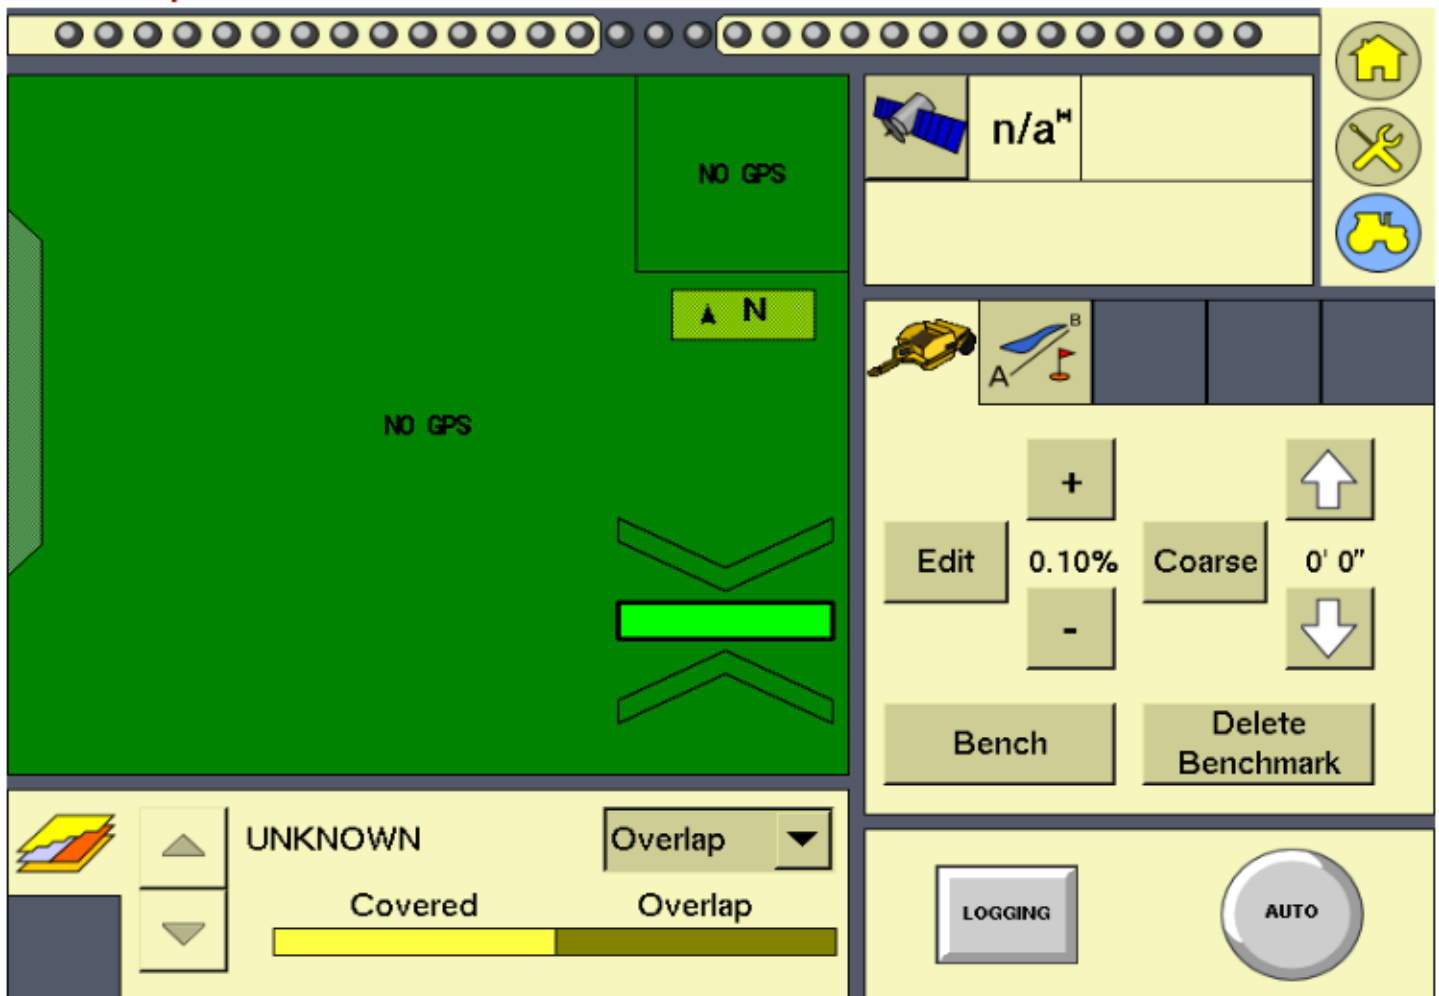 NO GPS
n/a
N
NO GPS
A B
+
Edit 0.10% Coarse 0' 0"
-
Bench Delete Benchmark
UNKNOWN Overlap
Covered Overlap
LOGGING AUTO